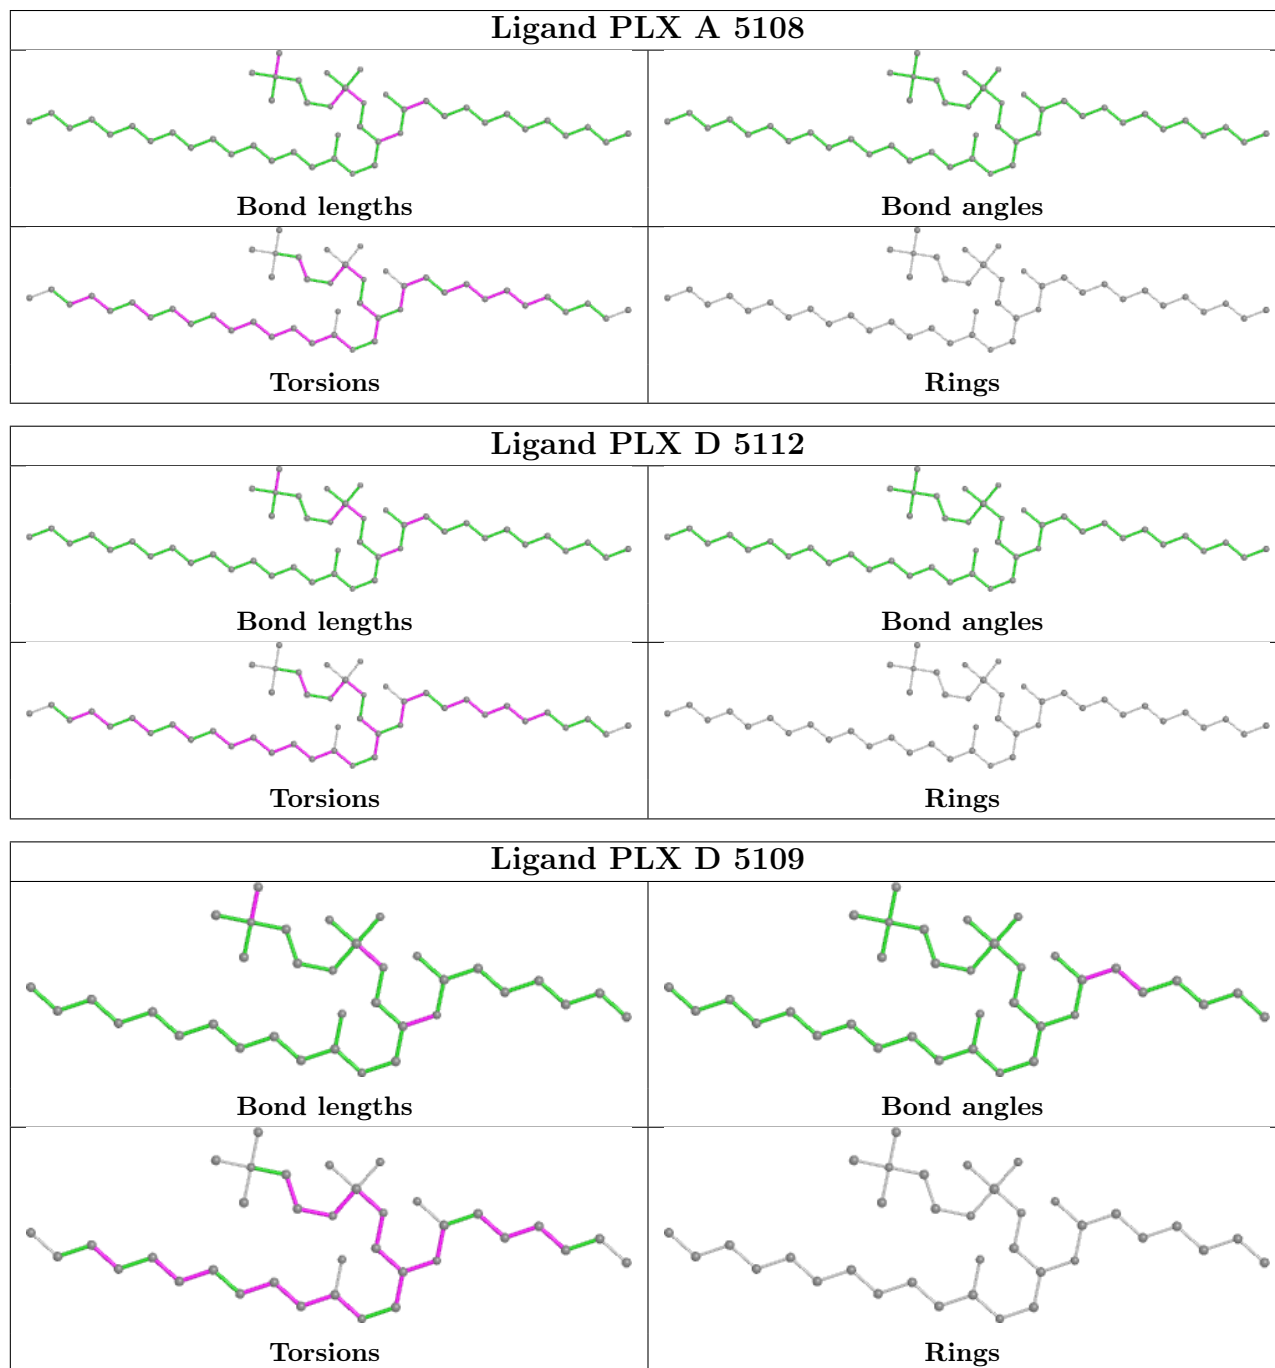 Ligand PLX A 5108
Bond lengths
Bond angles
Torsions
Rings
Ligand PLX D 5112
Bond lengths
Bond angles
Torsions
Rings
Ligand PLX D 5109
Bond lengths
Bond angles
Torsions
Rings